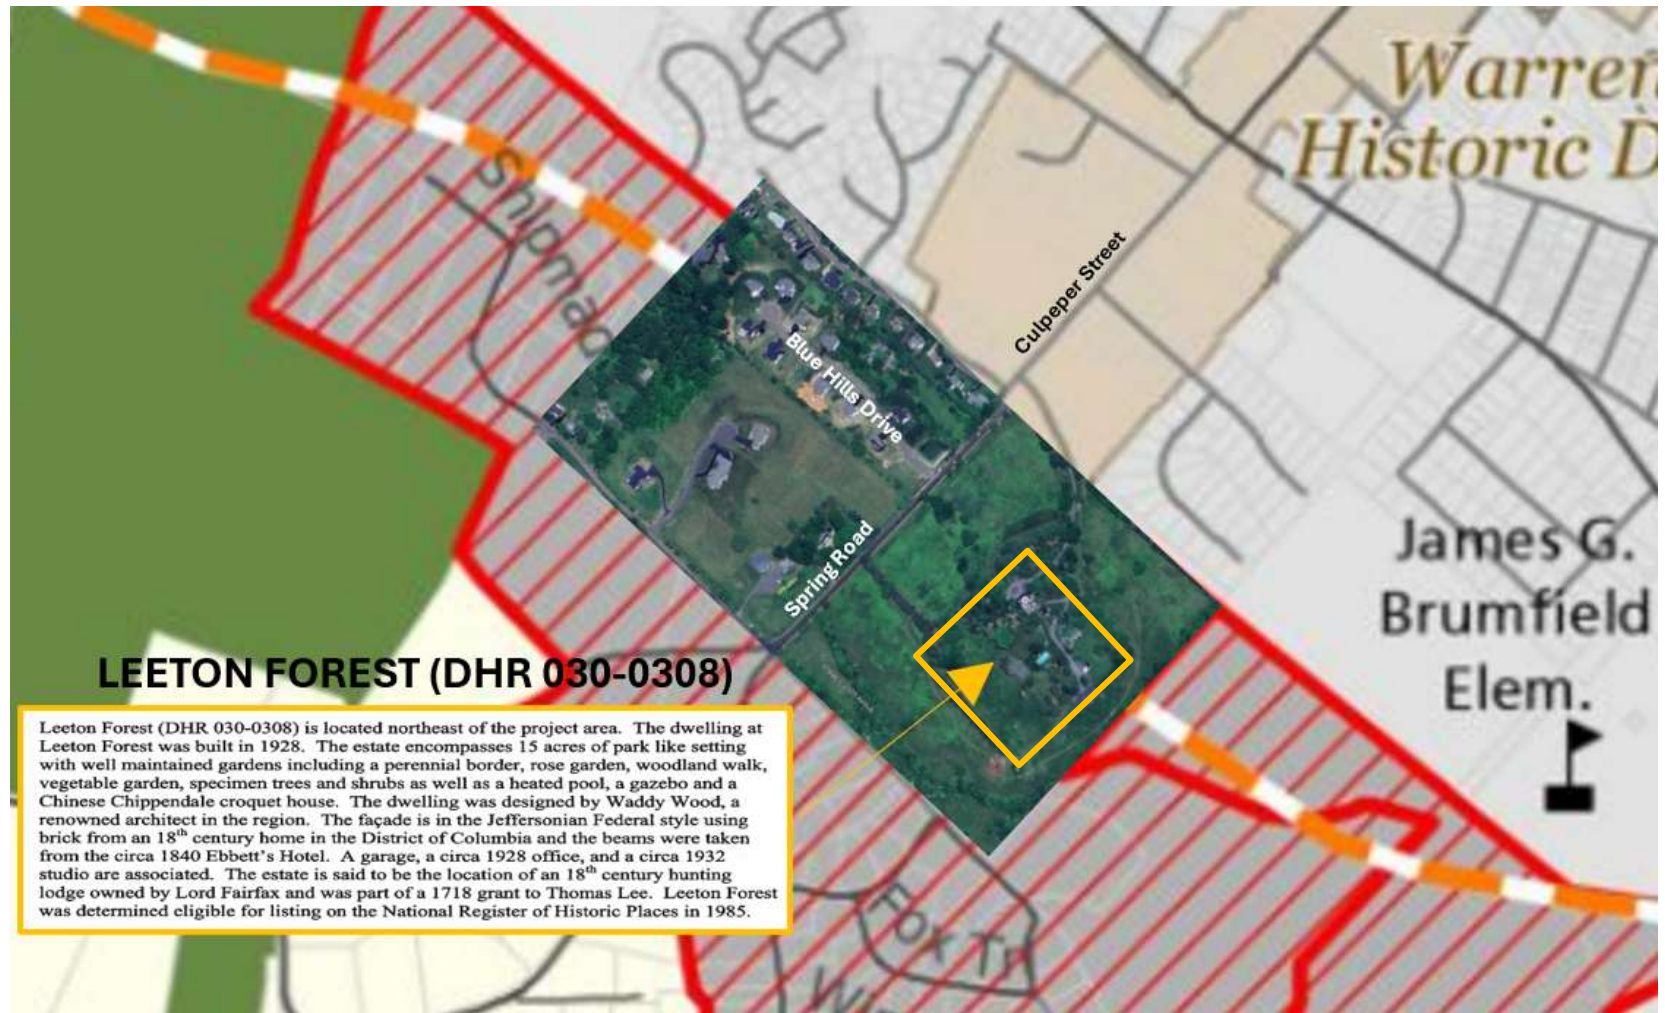 Warren
Historic D
Shipmad
Culpeper Street
Blue Hills Drive
Spring Road
James G.
Brumfield
Elem.
LEETON FOREST (DHR 030-0308)
Leeton Forest (DHR 030-0308) is located northeast of the project area. The dwelling at
Leeton Forest was built in 1928. The estate encompasses 15 acres of park like setting
with well maintained gardens including a perennial border, rose garden, woodland walk,
vegetable garden, specimen trees and shrubs as well as a heated pool, a gazebo and a
Chinese Chippendale croquet house. The dwelling was designed by Waddy Wood, a
renowned architect in the region. The façade is in the Jeffersonian Federal style using
brick from an 18th century home in the District of Columbia and the beams were taken
from the circa 1840 Ebbett's Hotel. A garage, a circa 1928 office, and a circa 1932
studio are associated. The estate is said to be the location of an 18th century hunting
lodge owned by Lord Fairfax and was part of a 1718 grant to Thomas Lee. Leeton Forest
was determined eligible for listing on the National Register of Historic Places in 1985.
Fox Tr